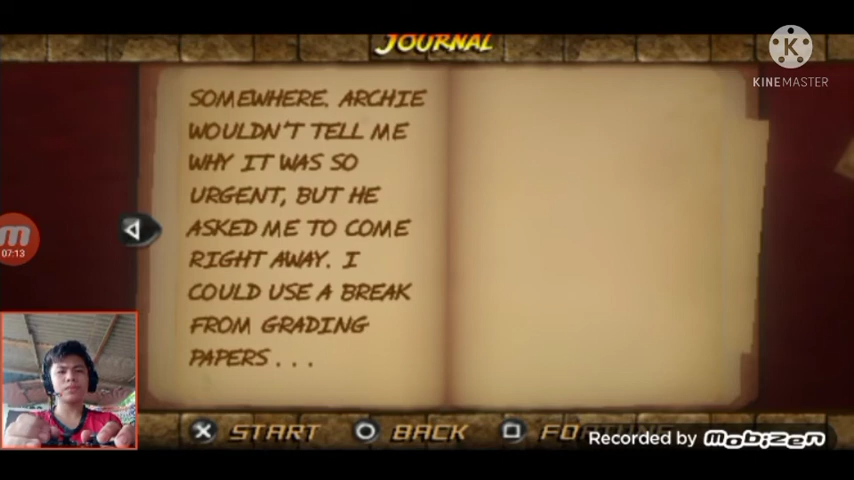 JOURNAL
K
KINEMASTER
SOMEWHERE. ARCHIE
WOULDN'T TELL ME
WHY IT WAS SO
URGENT, BUT HE
ASKED ME TO COME
RIGHT AWAY. I
COULD USE A BREAK
FROM GRADING
PAPERS . . .
07:13
START
BACK
Recorded by Mobizen